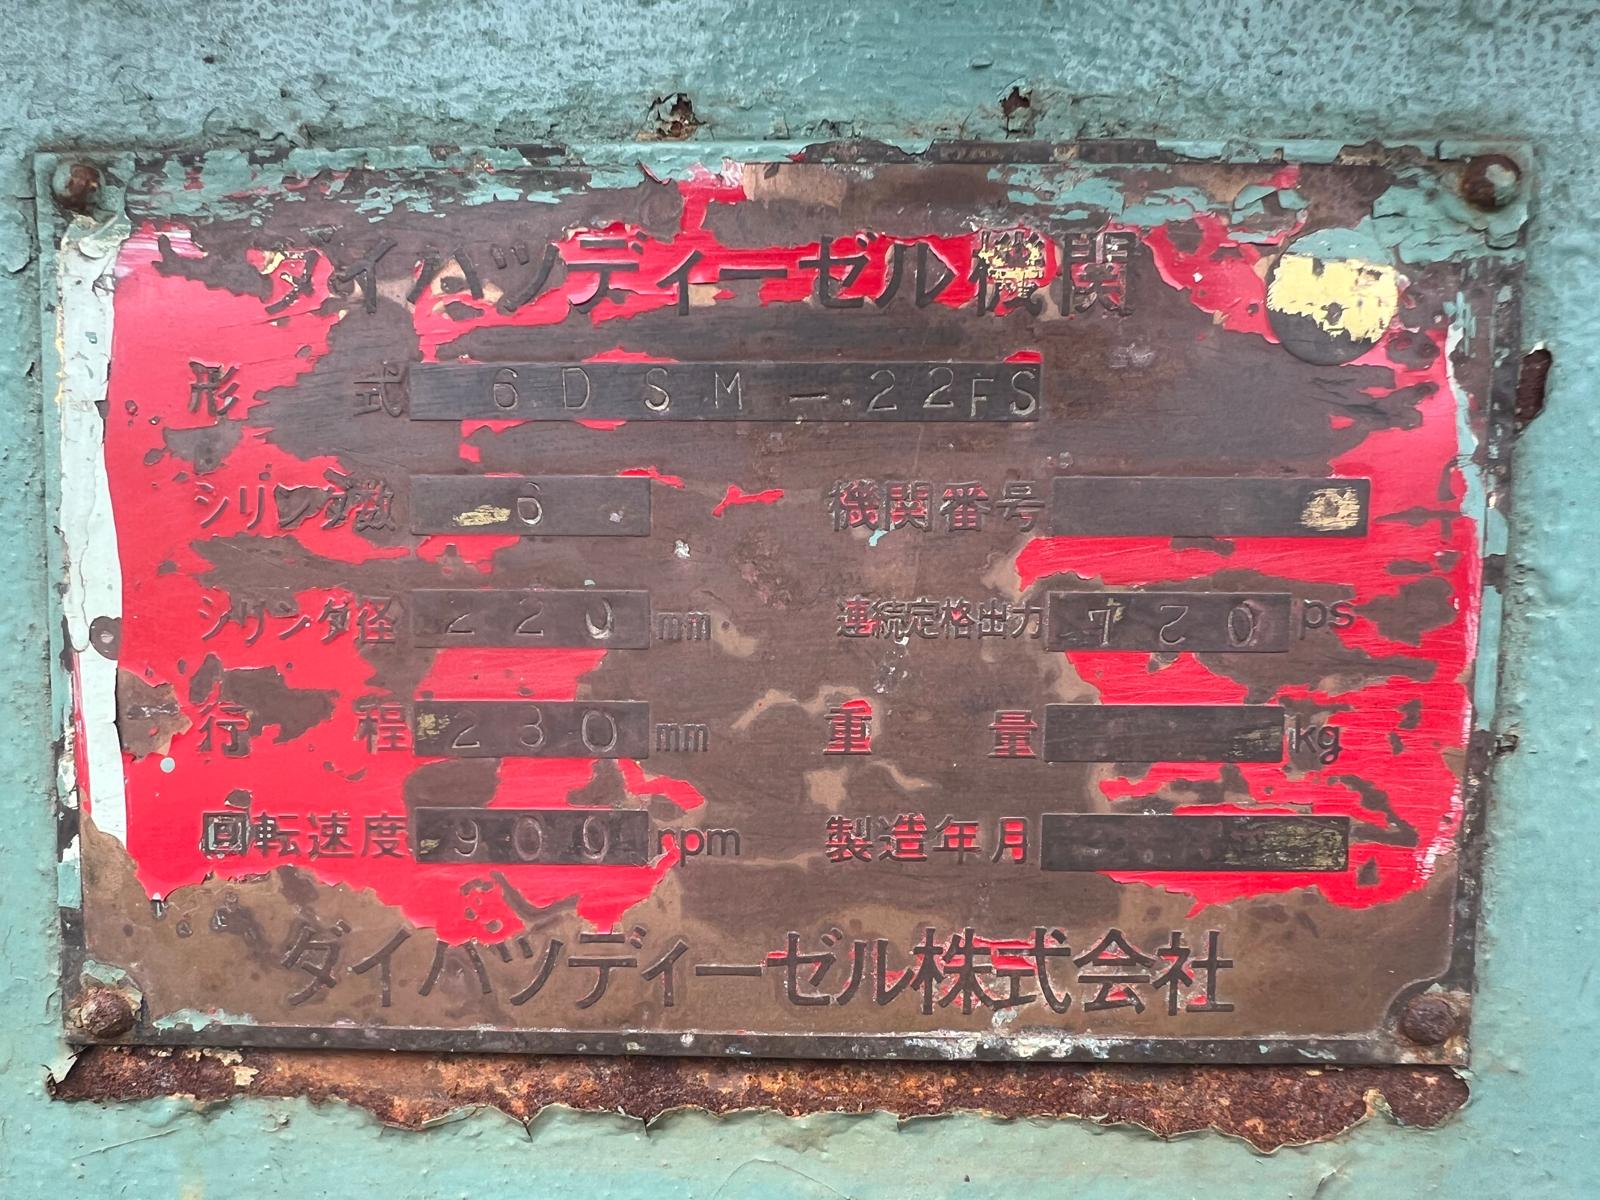 ダイハツディーゼル機関
形 式 6DSM-22FS
シリンダ数 6 機関番号
シリンダ径 220 mm 連続定格出力 720 ps
行 程 230 mm 重 量 kg
回転速度 900 rpm 製造年月
ダイハツディーゼル株式会社